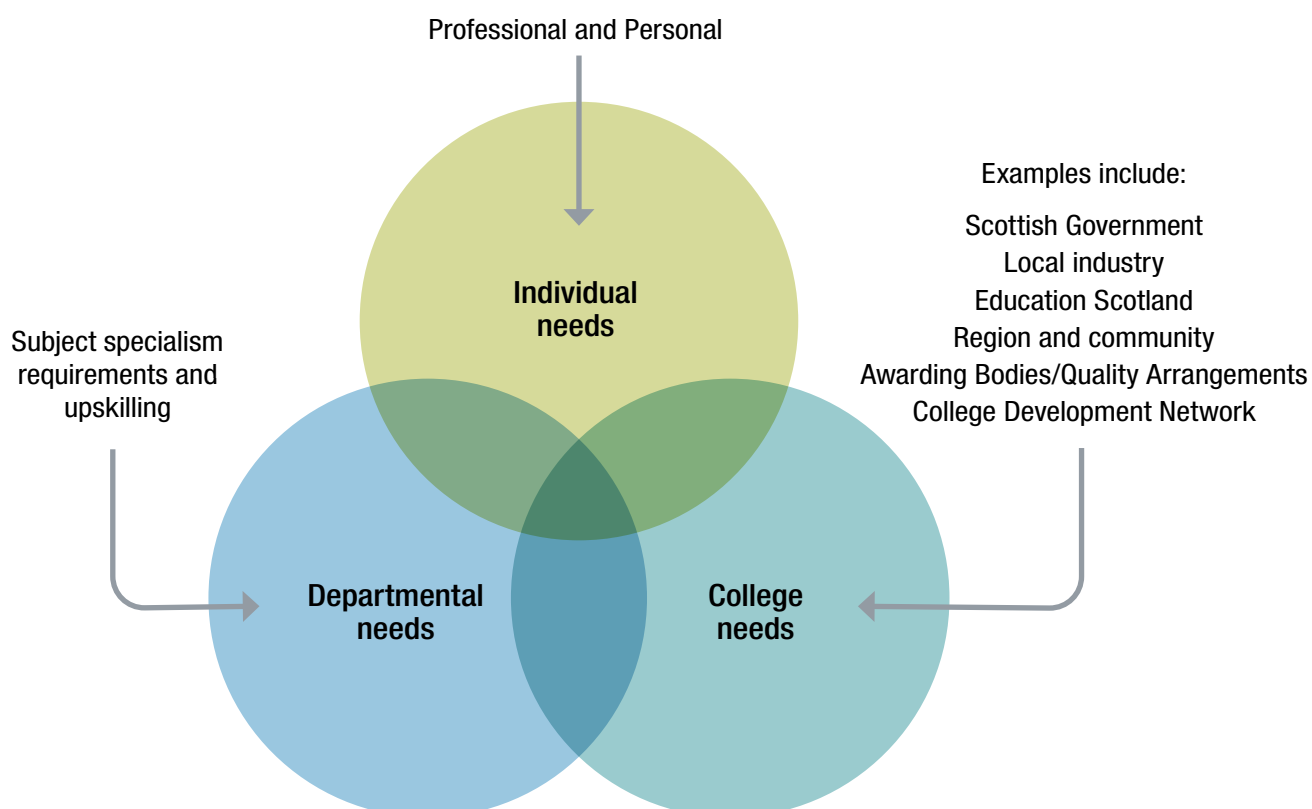 Professional and Personal
Examples include:
Scottish Government
Local industry
Education Scotland
Region and community
Awarding Bodies/Quality Arrangements
College Development Network
Individual
needs
Subject specialism
requirements and
upskilling
Departmental
needs
College
needs